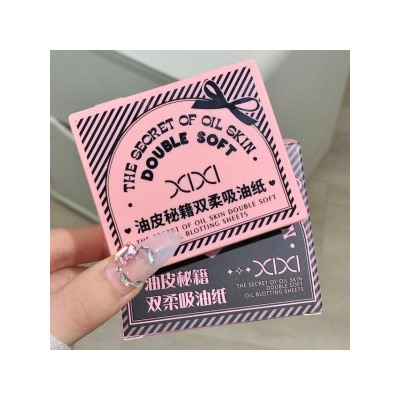 THE SECRET OF OIL SKIN
DOUBLE SOFT
XIXI
油皮秘籍双柔吸油纸
THE SECRET OF OIL SKIN DOUBLE SOFT
BLOTTING SHEETS
油皮秘籍
双柔吸油纸
XIXI
THE SECRET OF OIL SKIN
DOUBLE SOFT
OIL BLOTTING SHEETS